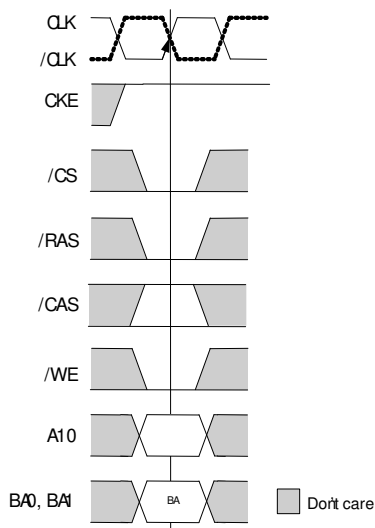 CLK
/CLK
CKE
/CS
/RAS
/CAS
/WE
A10
BA0, BA1
BA
Don't care